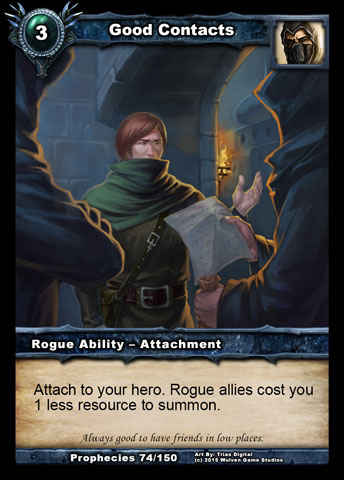 3
Good Contacts
Rogue Ability – Attachment
Attach to your hero. Rogue allies cost you
1 less resource to summon.
Always good to have friends in low places.
Prophecies 74/150
Art By: Trias Digital
(c) 2015 Wulven Game Studios